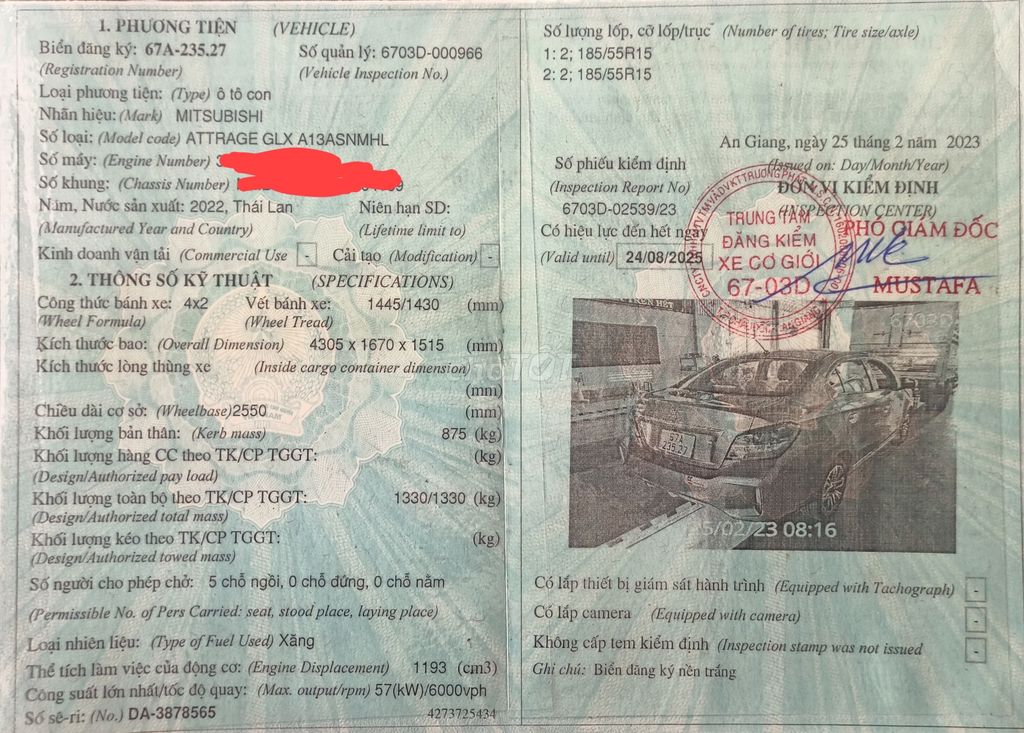 1. PHƯƠNG TIỆN (VEHICLE)
Biển đăng ký: 67A-235.27 Số quản lý: 6703D-000966
(Registration Number) (Vehicle Inspection No.)
Loại phương tiện: (Type) ô tô con
Nhãn hiệu: (Mark) MITSUBISHI
Số loại: (Model code) ATTRAGE GLX A13ASNMHL
Số máy: (Engine Number)
Số khung: (Chassis Number)
Năm, Nước sản xuất: 2022, Thái Lan Niên hạn SD:
(Manufactured Year and Country) (Lifetime limit to)
Kinh doanh vận tải (Commercial Use - Cải tạo (Modification) -
2. THÔNG SỐ KỸ THUẬT (SPECIFICATIONS)
Công thức bánh xe: 4x2 Vết bánh xe: 1445/1430 (mm)
(Wheel Formula) (Wheel Tread)
Kích thước bao: (Overall Dimension) 4305 x 1670 x 1515 (mm)
Kích thước lòng thùng xe (Inside cargo container dimension)
(mm)
Chiều dài cơ sở: (Wheelbase) 2550 (mm)
Khối lượng bản thân: (Kerb mass) 875 (kg)
Khối lượng hàng CC theo TK/CP TGGT: (kg)
(Design/Authorized pay load)
Khối lượng toàn bộ theo TK/CP TGGT: 1330/1330 (kg)
(Design/Authorized total mass)
Khối lượng kéo theo TK/CP TGGT: (kg)
(Design/Authorized towed mass)
Số người cho phép chở: 5 chỗ ngồi, 0 chỗ đứng, 0 chỗ nằm
(Permissible No. of Pers Carried: seat, stood place, laying place)
Loại nhiên liệu: (Type of Fuel Used) Xăng
Thể tích làm việc của động cơ: (Engine Displacement) 1193 (cm3)
Công suất lớn nhất/tốc độ quay: (Max. output/rpm) 57(kW)/6000vph
Số sê-ri: (No.) DA-3878565 4273725434
Số lượng lốp, cỡ lốp/trục (Number of tires; Tire size/axle)
1: 2; 185/55R15
2: 2; 185/55R15
An Giang, ngày 25 tháng 2 năm 2023
Số phiếu kiểm định (Issued on: Day/Month/Year)
(Inspection Report No) ĐƠN VỊ KIỂM ĐỊNH
6703D-02539/23 (INSPECTION CENTER)
Có hiệu lực đến hết ngày PHÓ GIÁM ĐỐC
(Valid until) 24/08/2025
TRUNG TÂM
ĐĂNG KIỂM
XE CƠ GIỚI
67-03D
MUSTAFA
6703D
67A
235.27
5/02/23 08:16
Có lắp thiết bị giám sát hành trình (Equipped with Tachograph) -
Có lắp camera (Equipped with camera) -
Không cấp tem kiểm định (Inspection stamp was not issued -
Ghi chú: Biển đăng ký nền trắng